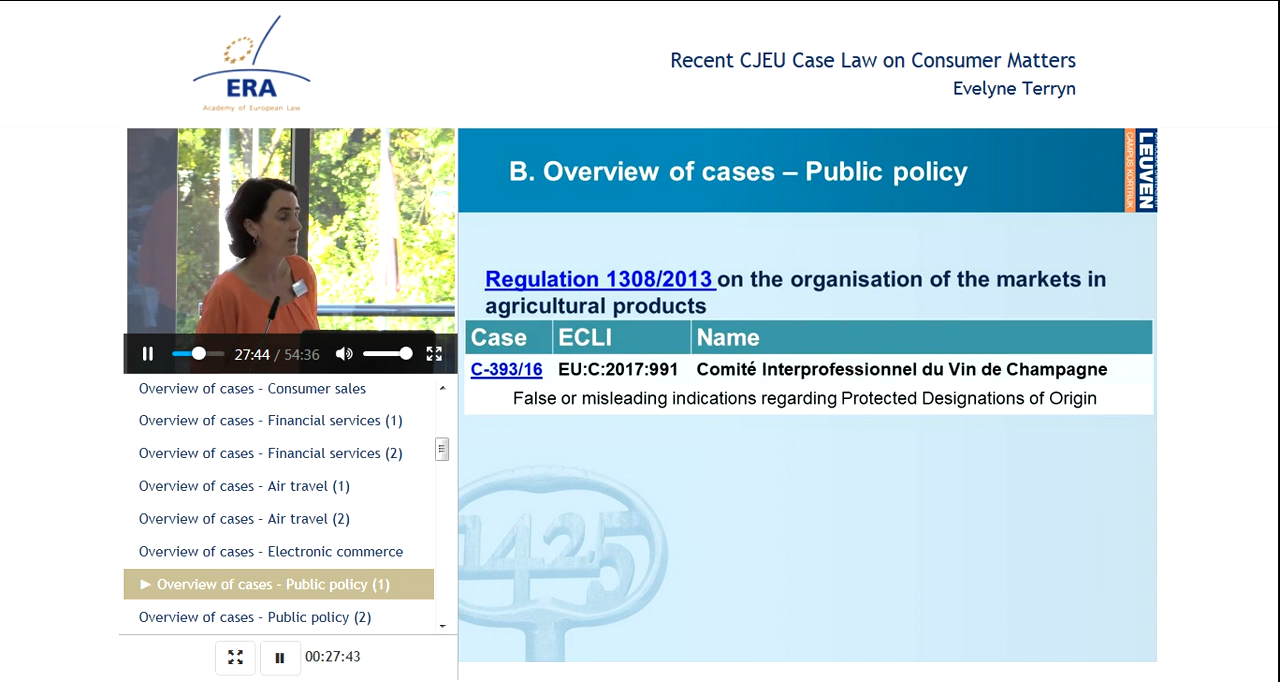 ERA
Academy of European Law
Recent CJEU Case Law on Consumer Matters
Evelyne Terryn
B. Overview of cases – Public policy
LEUVEN
CAMPUS KORTRIJK
Regulation 1308/2013 on the organisation of the markets in
agricultural products
Case ECLI Name
C-393/16 EU:C:2017:991 Comité Interprofessionnel du Vin de Champagne
False or misleading indications regarding Protected Designations of Origin
1425
27:44 / 54:36
Overview of cases - Consumer sales
Overview of cases - Financial services (1)
Overview of cases - Financial services (2)
Overview of cases - Air travel (1)
Overview of cases - Air travel (2)
Overview of cases - Electronic commerce
► Overview of cases - Public policy (1)
Overview of cases - Public policy (2)
00:27:43